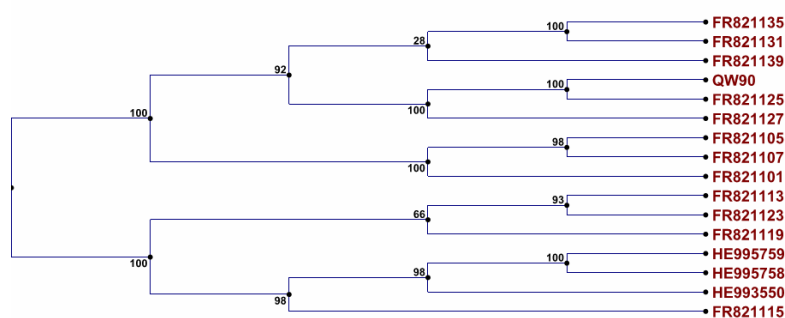 100 FR821135
FR821131
28
FR821139
92
QW90
100
FR821125
100
FR821127
100
FR821105
98
FR821107
100
FR821101
FR821113
93
FR821123
66
FR821119
HE995759
100
100
HE995758
98
HE993550
98
FR821115